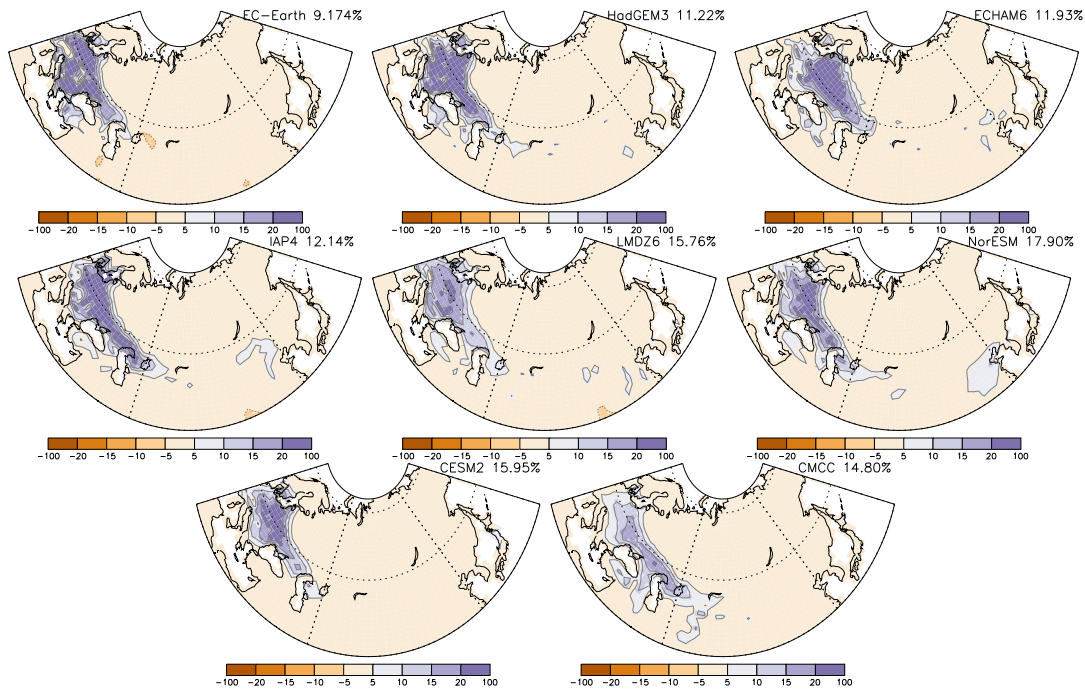 EC-Earth 9.174% HadGEM3 11.22% ECHAM6 11.93%
-100 -20 -15 -10 -5 5 10 15 20 100 -100 -20 -15 -10 -5 5 10 15 20 100 -100 -20 -15 -10 -5 5 10 15 20 100
IAP4 12.14% LMDZ6 15.76% NorESM 17.90%
-100 -20 -15 -10 -5 5 10 15 20 100 -100 -20 -15 -10 -5 5 10 15 20 100 -100 -20 -15 -10 -5 5 10 15 20 100
CESM2 15.95% CMCC 14.80%
-100 -20 -15 -10 -5 5 10 15 20 100 -100 -20 -15 -10 -5 5 10 15 20 100